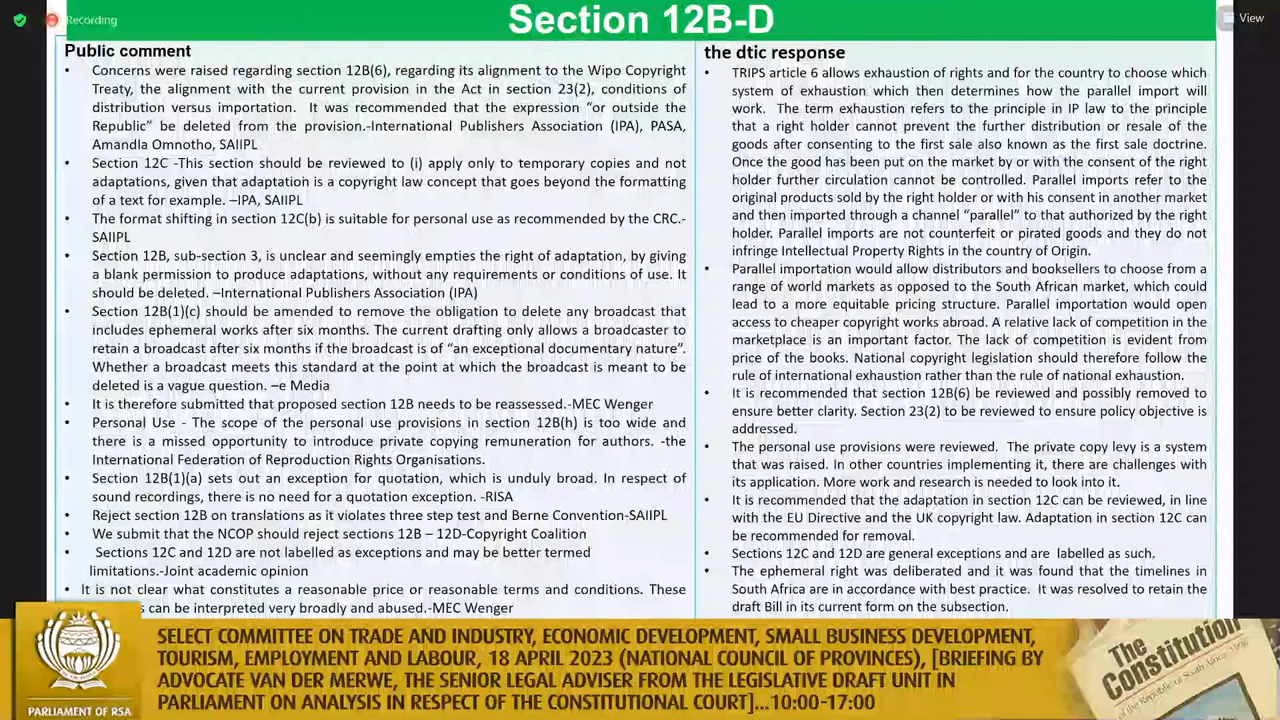 Recording
View
Section 12B-D
Public comment
• Concerns were raised regarding section 12B(6), regarding its alignment to the Wipo Copyright
Treaty, the alignment with the current provision in the Act in section 23(2), conditions of
distribution versus importation. It was recommended that the expression “or outside the
Republic” be deleted from the provision.-International Publishers Association (IPA), PASA,
Amandla Omnotho, SAIIPL
• Section 12C -This section should be reviewed to (i) apply only to temporary copies and not
adaptations, given that adaptation is a copyright law concept that goes beyond the formatting
of a text for example. –IPA, SAIIPL
• The format shifting in section 12C(b) is suitable for personal use as recommended by the CRC.-
SAIIPL
• Section 12B, sub-section 3, is unclear and seemingly empties the right of adaptation, by giving
a blank permission to produce adaptations, without any requirements or conditions of use. It
should be deleted. –International Publishers Association (IPA)
• Section 12B(1)(c) should be amended to remove the obligation to delete any broadcast that
includes ephemeral works after six months. The current drafting only allows a broadcaster to
retain a broadcast after six months if the broadcast is of “an exceptional documentary nature”.
Whether a broadcast meets this standard at the point at which the broadcast is meant to be
deleted is a vague question. –e Media
• It is therefore submitted that proposed section 12B needs to be reassessed.-MEC Wenger
• Personal Use - The scope of the personal use provisions in section 12B(h) is too wide and
there is a missed opportunity to introduce private copying remuneration for authors. -the
International Federation of Reproduction Rights Organisations.
• Section 12B(1)(a) sets out an exception for quotation, which is unduly broad. In respect of
sound recordings, there is no need for a quotation exception. -RISA
• Reject section 12B on translations as it violates three step test and Berne Convention-SAIIPL
• We submit that the NCOP should reject sections 12B – 12D-Copyright Coalition
• Sections 12C and 12D are not labelled as exceptions and may be better termed
limitations.-Joint academic opinion
• It is not clear what constitutes a reasonable price or reasonable terms and conditions. These
s can be interpreted very broadly and abused.-MEC Wenger
the dtic response
• TRIPS article 6 allows exhaustion of rights and for the country to choose which
system of exhaustion which then determines how the parallel import will
work. The term exhaustion refers to the principle in IP law to the principle
that a right holder cannot prevent the further distribution or resale of the
goods after consenting to the first sale also known as the first sale doctrine.
Once the good has been put on the market by or with the consent of the right
holder further circulation cannot be controlled. Parallel imports refer to the
original products sold by the right holder or with his consent in another market
and then imported through a channel “parallel” to that authorized by the right
holder. Parallel imports are not counterfeit or pirated goods and they do not
infringe Intellectual Property Rights in the country of Origin.
• Parallel importation would allow distributors and booksellers to choose from a
range of world markets as opposed to the South African market, which could
lead to a more equitable pricing structure. Parallel importation would open
access to cheaper copyright works abroad. A relative lack of competition in the
marketplace is an important factor. The lack of competition is evident from
price of the books. National copyright legislation should therefore follow the
rule of international exhaustion rather than the rule of national exhaustion.
• It is recommended that section 12B(6) be reviewed and possibly removed to
ensure better clarity. Section 23(2) to be reviewed to ensure policy objective is
addressed.
• The personal use provisions were reviewed. The private copy levy is a system
that was raised. In other countries implementing it, there are challenges with
its application. More work and research is needed to look into it.
• It is recommended that the adaptation in section 12C can be reviewed, in line
with the EU Directive and the UK copyright law. Adaptation in section 12C can
be recommended for removal.
• Sections 12C and 12D are general exceptions and are labelled as such.
• The ephemeral right was deliberated and it was found that the timelines in
South Africa are in accordance with best practice. It was resolved to retain the
draft Bill in its current form on the subsection.
PARLIAMENT OF RSA
SELECT COMMITTEE ON TRADE AND INDUSTRY, ECONOMIC DEVELOPMENT, SMALL BUSINESS DEVELOPMENT,
TOURISM, EMPLOYMENT AND LABOUR, 18 APRIL 2023 (NATIONAL COUNCIL OF PROVINCES), [BRIEFING BY
ADVOCATE VAN DER MERWE, THE SENIOR LEGAL ADVISER FROM THE LEGISLATIVE DRAFT UNIT IN
PARLIAMENT ON ANALYSIS IN RESPECT OF THE CONSTITUTIONAL COURT]...10:00-17:00
The
Constitution